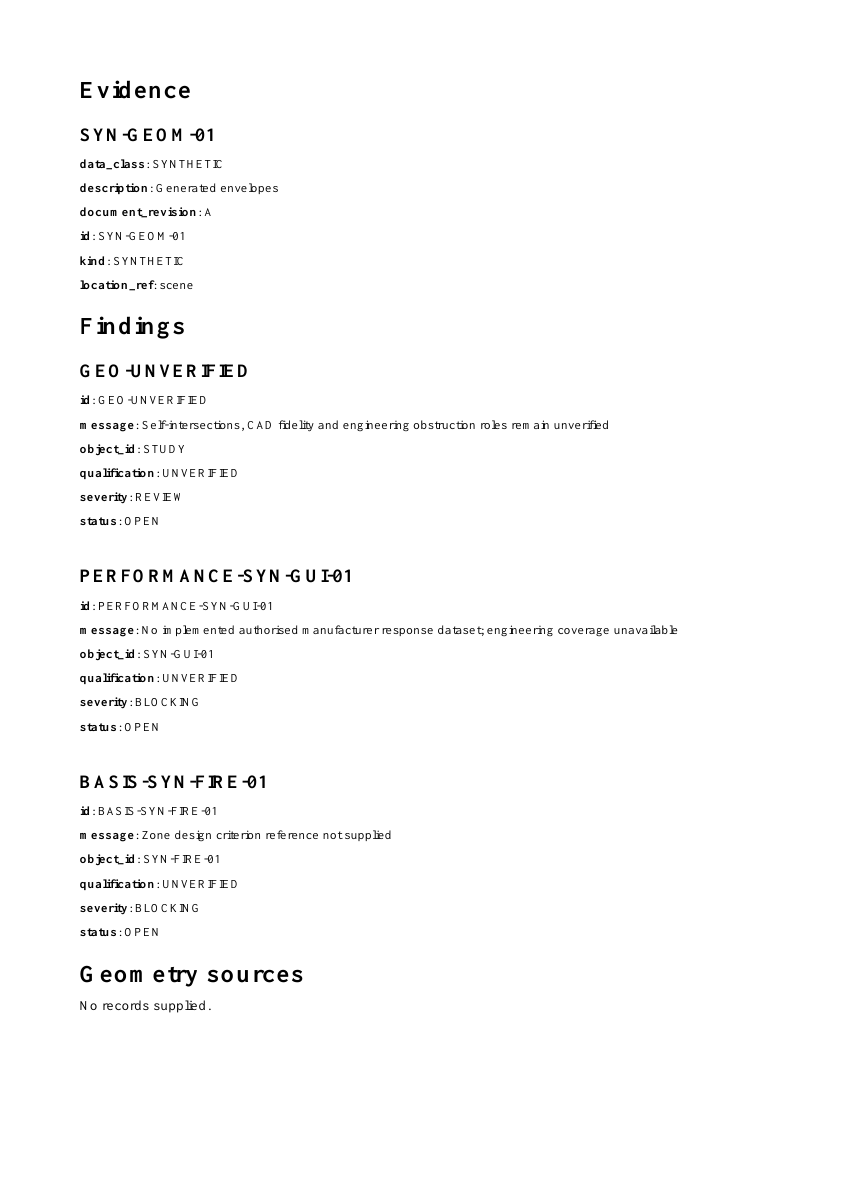 Evidence
SYN-GEOM-01
data_class: SYNTHETIC
description: Generated envelopes
document_revision: A
id: SYN-GEOM-01
kind: SYNTHETIC
location_ref: scene
Findings
GEO-UNVERIFIED
id: GEO-UNVERIFIED
message: Self-intersections, CAD fidelity and engineering obstruction roles remain unverified
object_id: STUDY
qualification: UNVERIFIED
severity: REVIEW
status: OPEN
PERFORMANCE-SYN-GUI-01
id: PERFORMANCE-SYN-GUI-01
message: No implemented authorised manufacturer response dataset; engineering coverage unavailable
object_id: SYN-GUI-01
qualification: UNVERIFIED
severity: BLOCKING
status: OPEN
BASIS-SYN-FIRE-01
id: BASIS-SYN-FIRE-01
message: Zone design criterion reference not supplied
object_id: SYN-FIRE-01
qualification: UNVERIFIED
severity: BLOCKING
status: OPEN
Geometry sources
No records supplied.